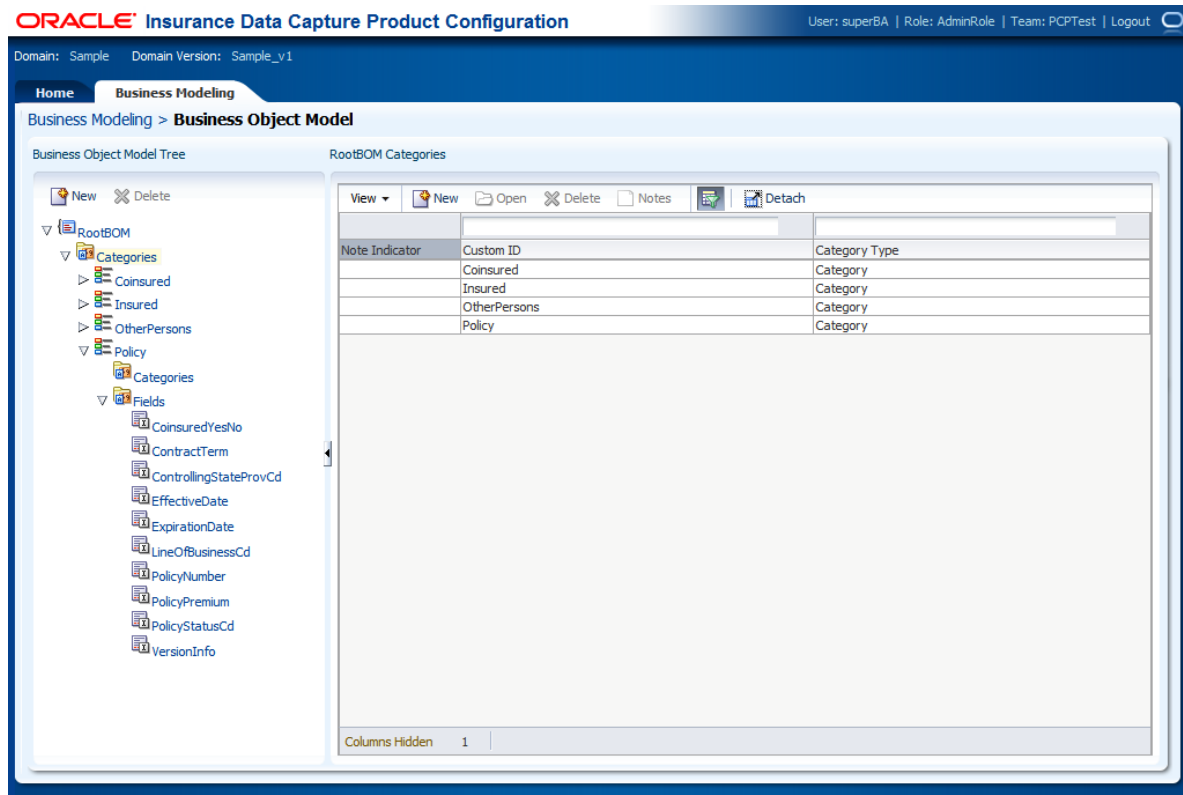 ORACLE Insurance Data Capture Product Configuration
User: superBA | Role: AdminRole | Team: PCPTest | Logout
Domain: Sample Domain Version: Sample_v1
Home Business Modeling
Business Modeling > Business Object Model
Business Object Model Tree
New Delete
RootBOM
Categories
Coinsured
Insured
OtherPersons
Policy
Categories
Fields
CoinsuredYesNo
ContractTerm
ControllingStateProvCd
EffectiveDate
ExpirationDate
LineOfBusinessCd
PolicyNumber
PolicyPremium
PolicyStatusCd
VersionInfo
RootBOM Categories
View New Open Delete Notes Detach
Note Indicator Custom ID Category Type
Coinsured Category
Insured Category
OtherPersons Category
Policy Category
Columns Hidden 1